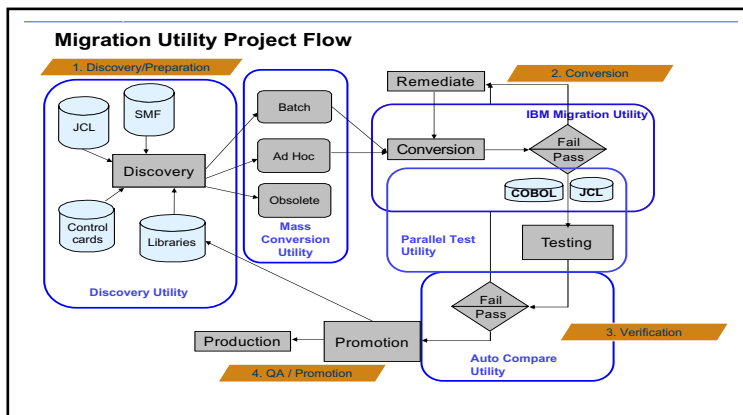 Migration Utility Project Flow
1. Discovery/Preparation
2. Conversion
JCL
SMF
Discovery
Control
cards
Libraries
Discovery Utility
Batch
Ad Hoc
Obsolete
Mass
Conversion
Utility
Remediate
IBM Migration Utility
Conversion
Fail
Pass
COBOL
JCL
Parallel Test
Utility
Testing
Fail
Pass
3. Verification
Auto Compare
Utility
Production
Promotion
4. QA / Promotion